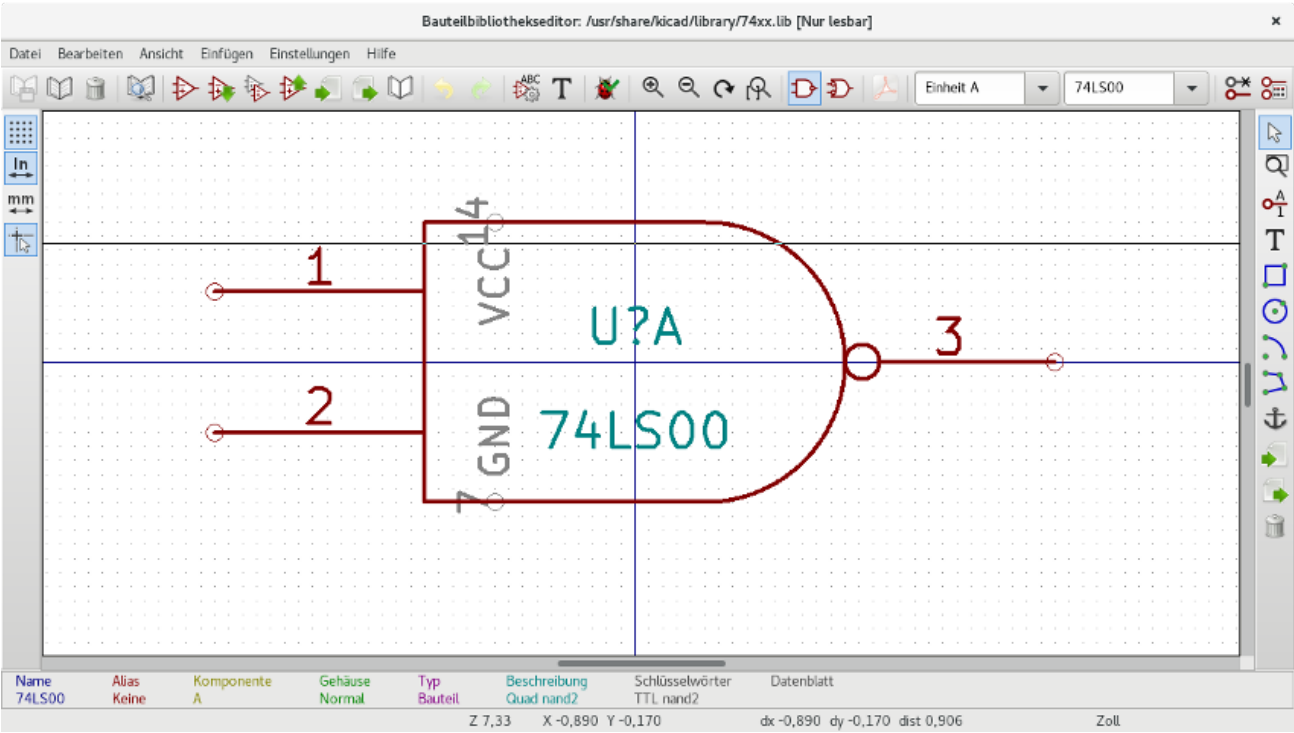 Bauteilbibliothekseditor: /usr/share/kicad/library/74xx.lib [Nur lesbar]
Datei Bearbeiten Ansicht Einfügen Einstellungen Hilfe
ABC T Einheit A 74LS00
In
mm
A
1
T
14
VCC
1
U?A
3
2
GND
74LS00
7
Name Alias Komponente Gehäuse Typ Beschreibung Schlüsselwörter Datenblatt
74LS00 Keine A Normal Bauteil Quad nand2 TTL nand2
Z 7,33 X -0,890 Y -0,170 dx -0,890 dy -0,170 dist 0,906 Zoll